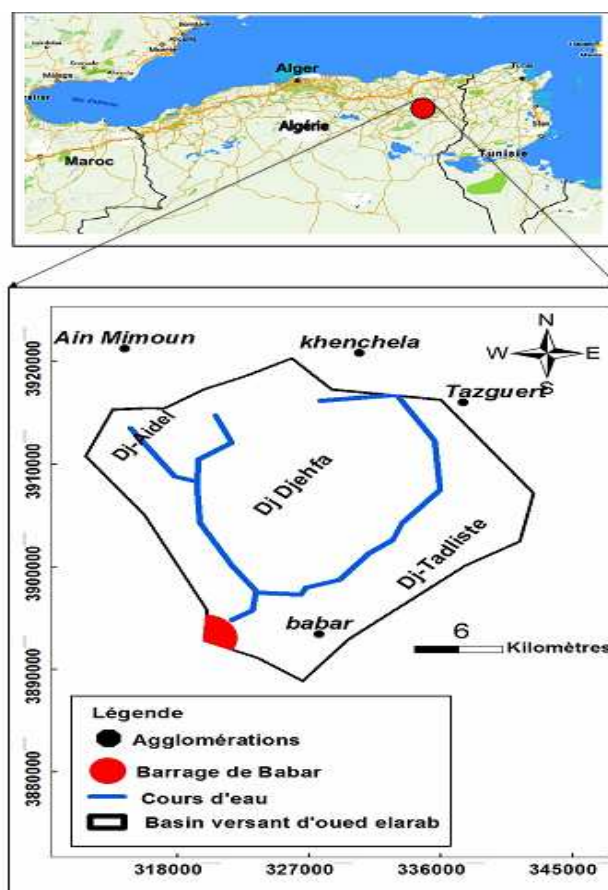 Alger
Algérie
Maroc
Tunisie
N
W E
S
Ain Mimoun
khenchela
Tazguert
Dj-Aidel
Dj Djehfa
Dj-Tadliste
babar
6
Kilomètres
3920000
3910000
3900000
3890000
3880000
Légende
Agglomérations
Barrage de Babar
Cours d'eau
Basin versant d'oued elarab
318000 327000 336000 345000